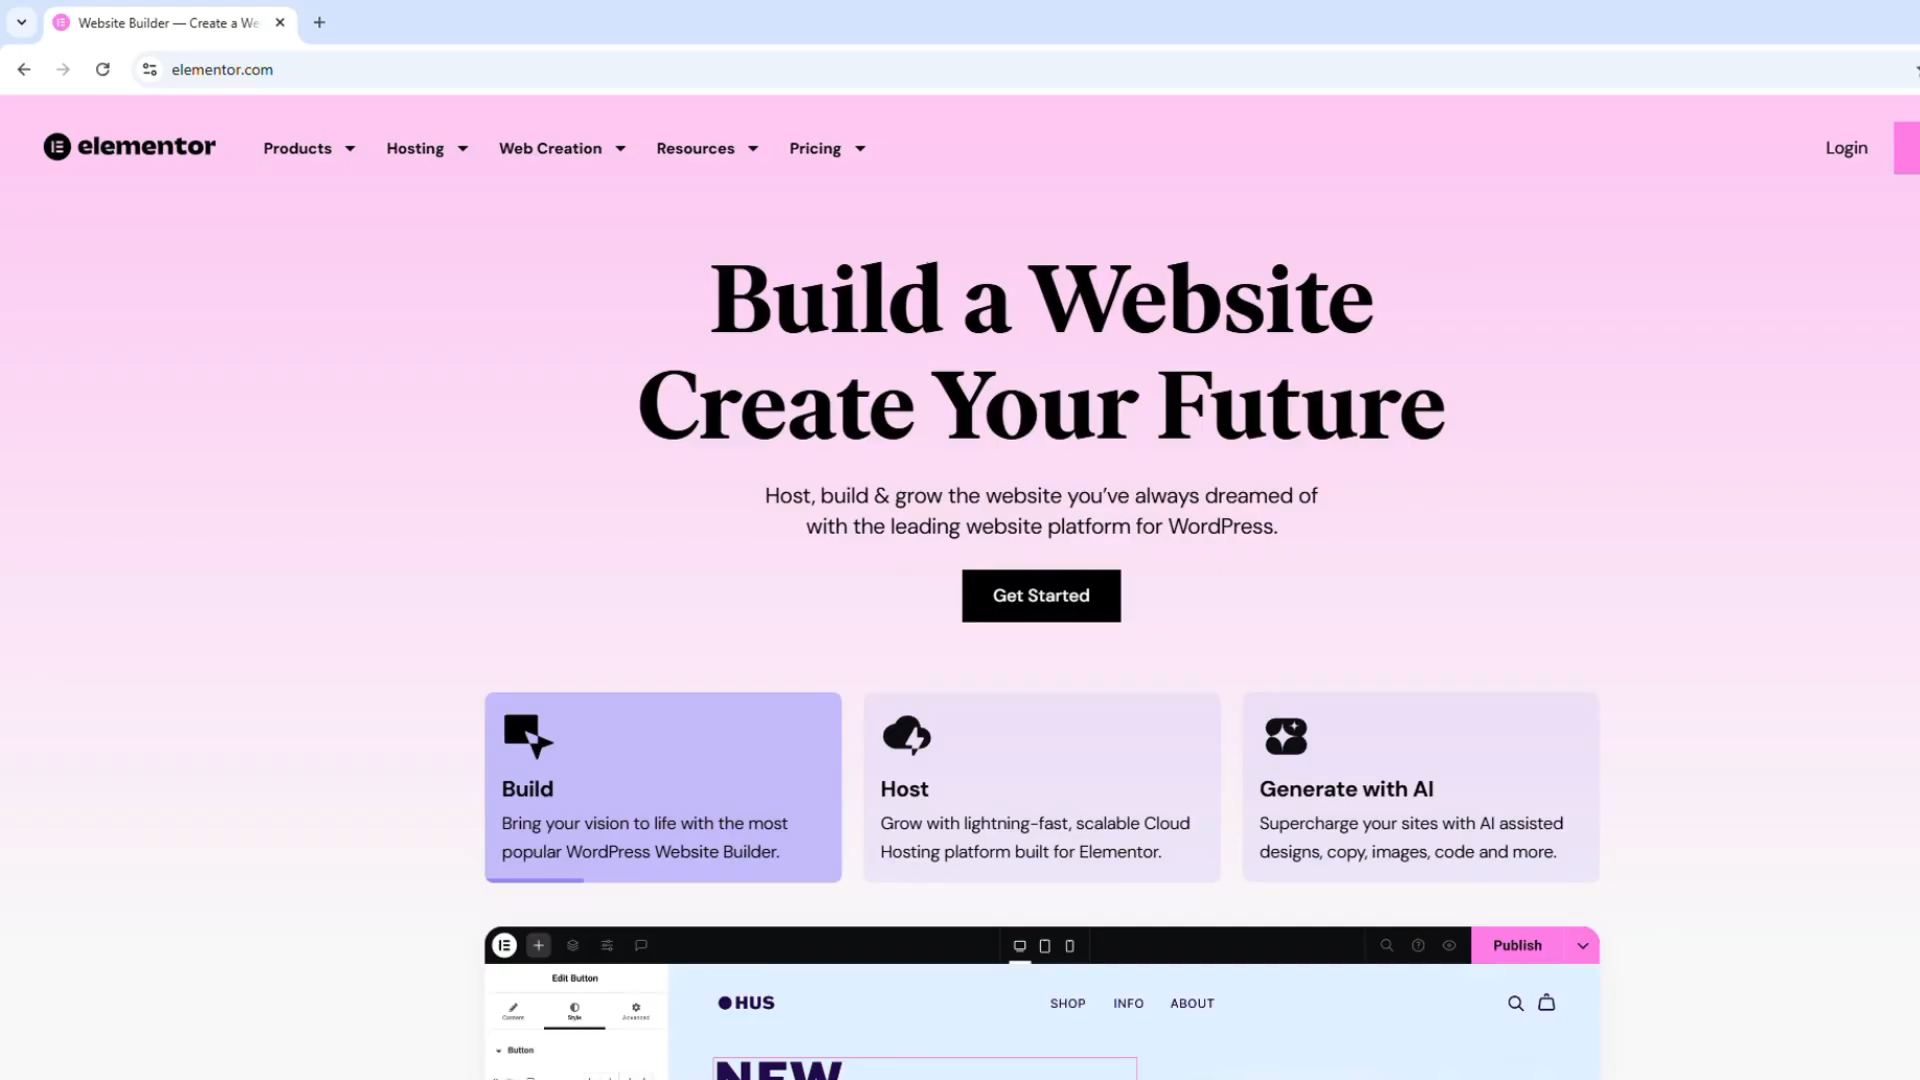 Website Builder — Create a We
elementor.com
elementor
Products
Hosting
Web Creation
Resources
Pricing
Login
Build a Website
Create Your Future
Host, build & grow the website you’ve always dreamed of
with the leading website platform for WordPress.
Get Started
Build
Bring your vision to life with the most
popular WordPress Website Builder.
Host
Grow with lightning-fast, scalable Cloud
Hosting platform built for Elementor.
Generate with AI
Supercharge your sites with AI assisted
designs, copy, images, code and more.
Publish
Edit Button
Content
Style
Advanced
Button
HUS
SHOP
INFO
ABOUT
NEW